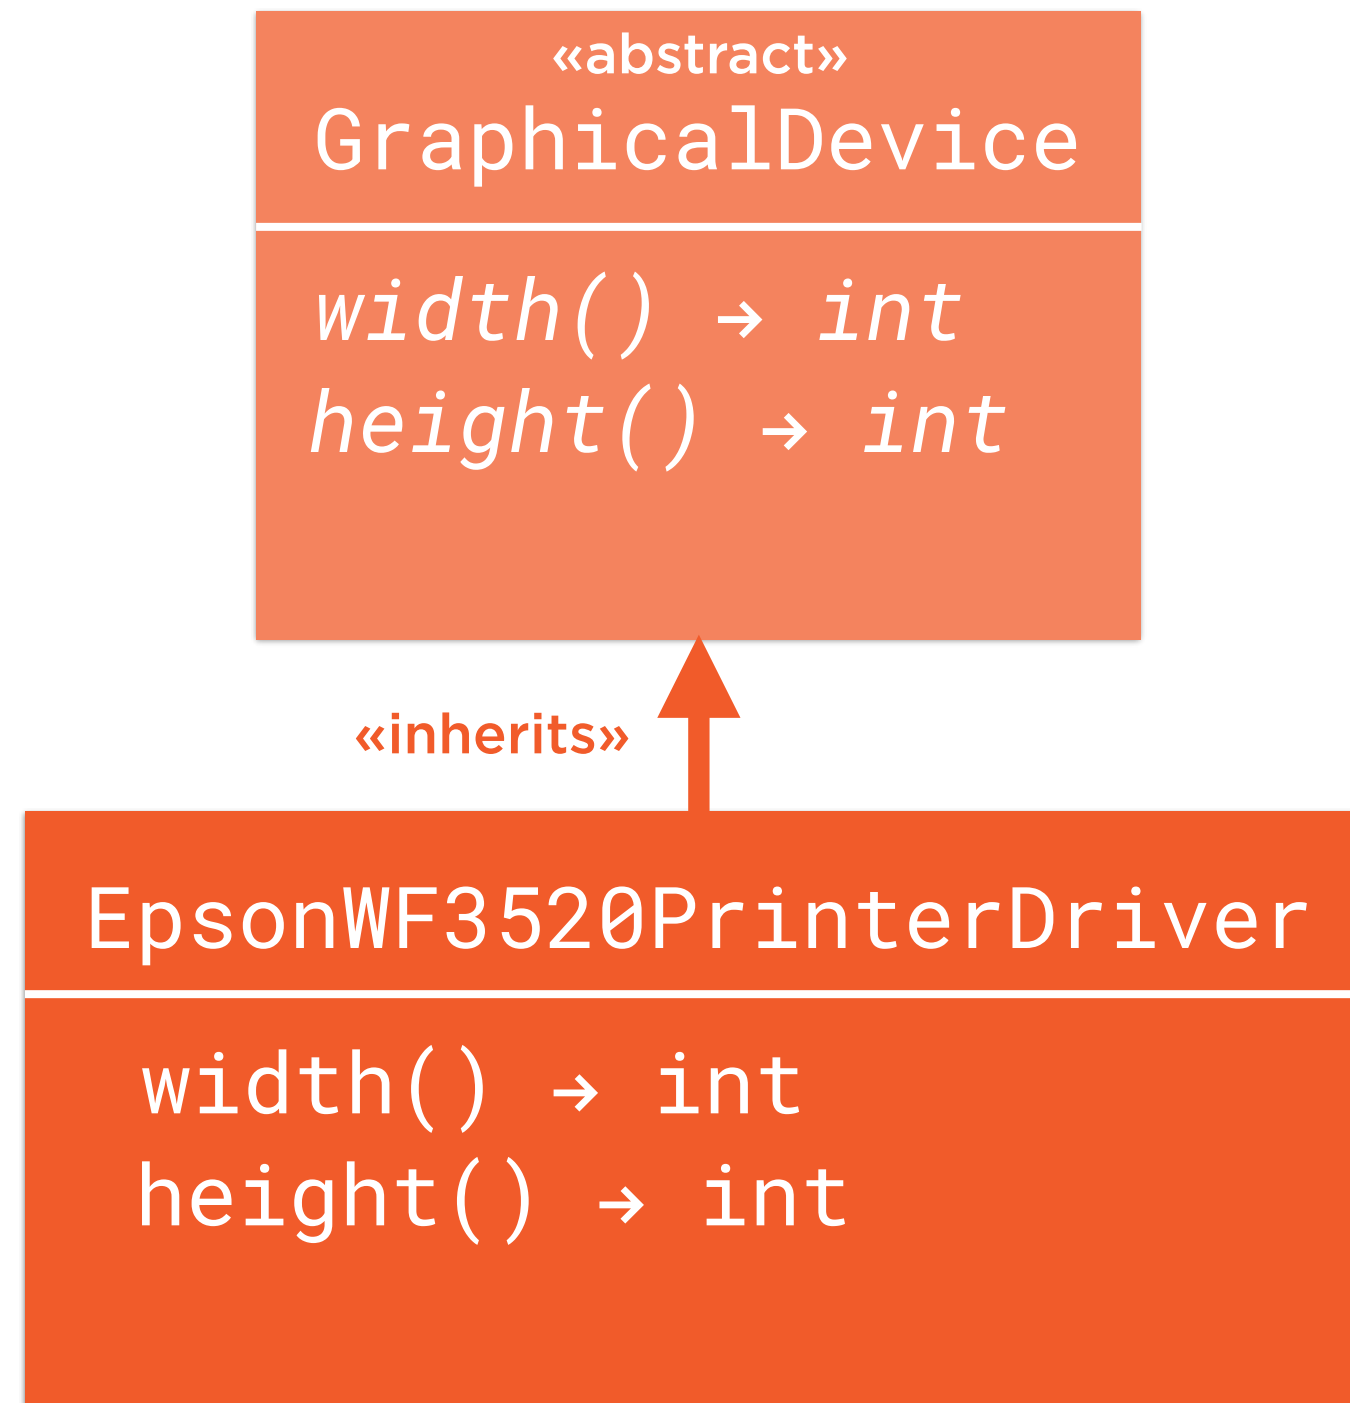 «abstract»
GraphicalDevice
width() → int
height() → int
«inherits»
EpsonWF3520PrinterDriver
width() → int
height() → int